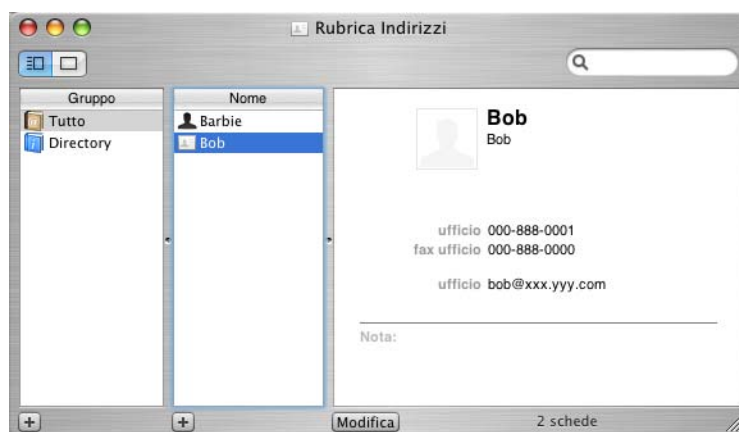 Rubrica Indirizzi
Gruppo
Tutto
Directory
Nome
Barbie
Bob
Bob
Bob
ufficio 000-888-0001
fax ufficio 000-888-0000
ufficio bob@xxx.yyy.com
Nota:
Modifica
2 schede